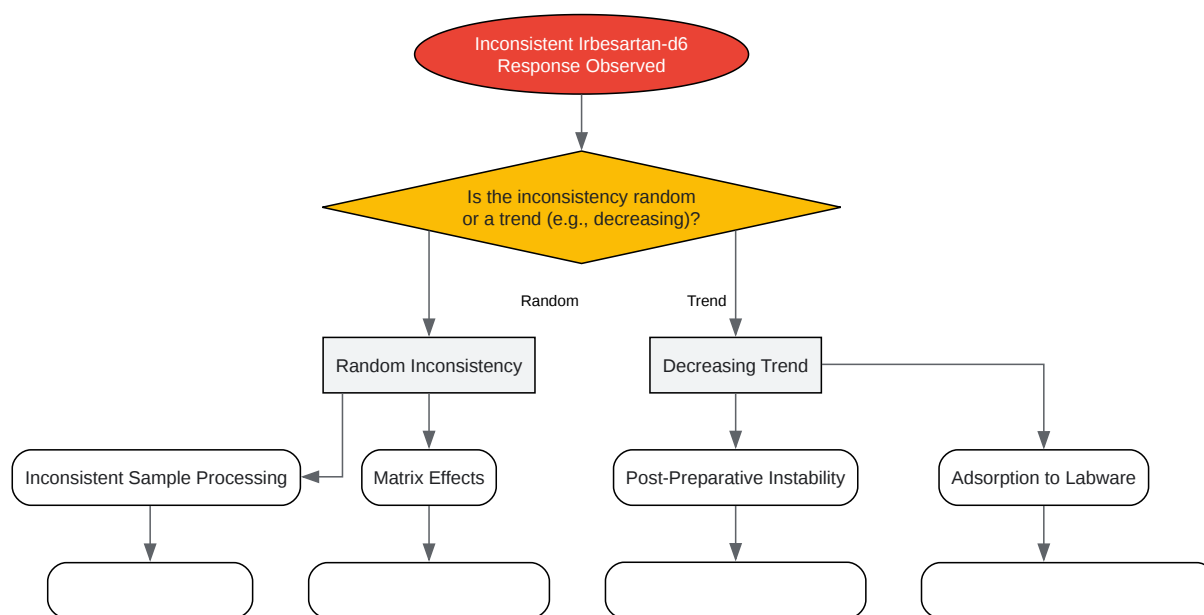 Inconsistent Irbesartan-d6
Response Observed
Is the inconsistency random
or a trend (e.g., decreasing)?
Random
Trend
Random Inconsistency
Decreasing Trend
Inconsistent Sample Processing
Matrix Effects
Post-Preparative Instability
Adsorption to Labware